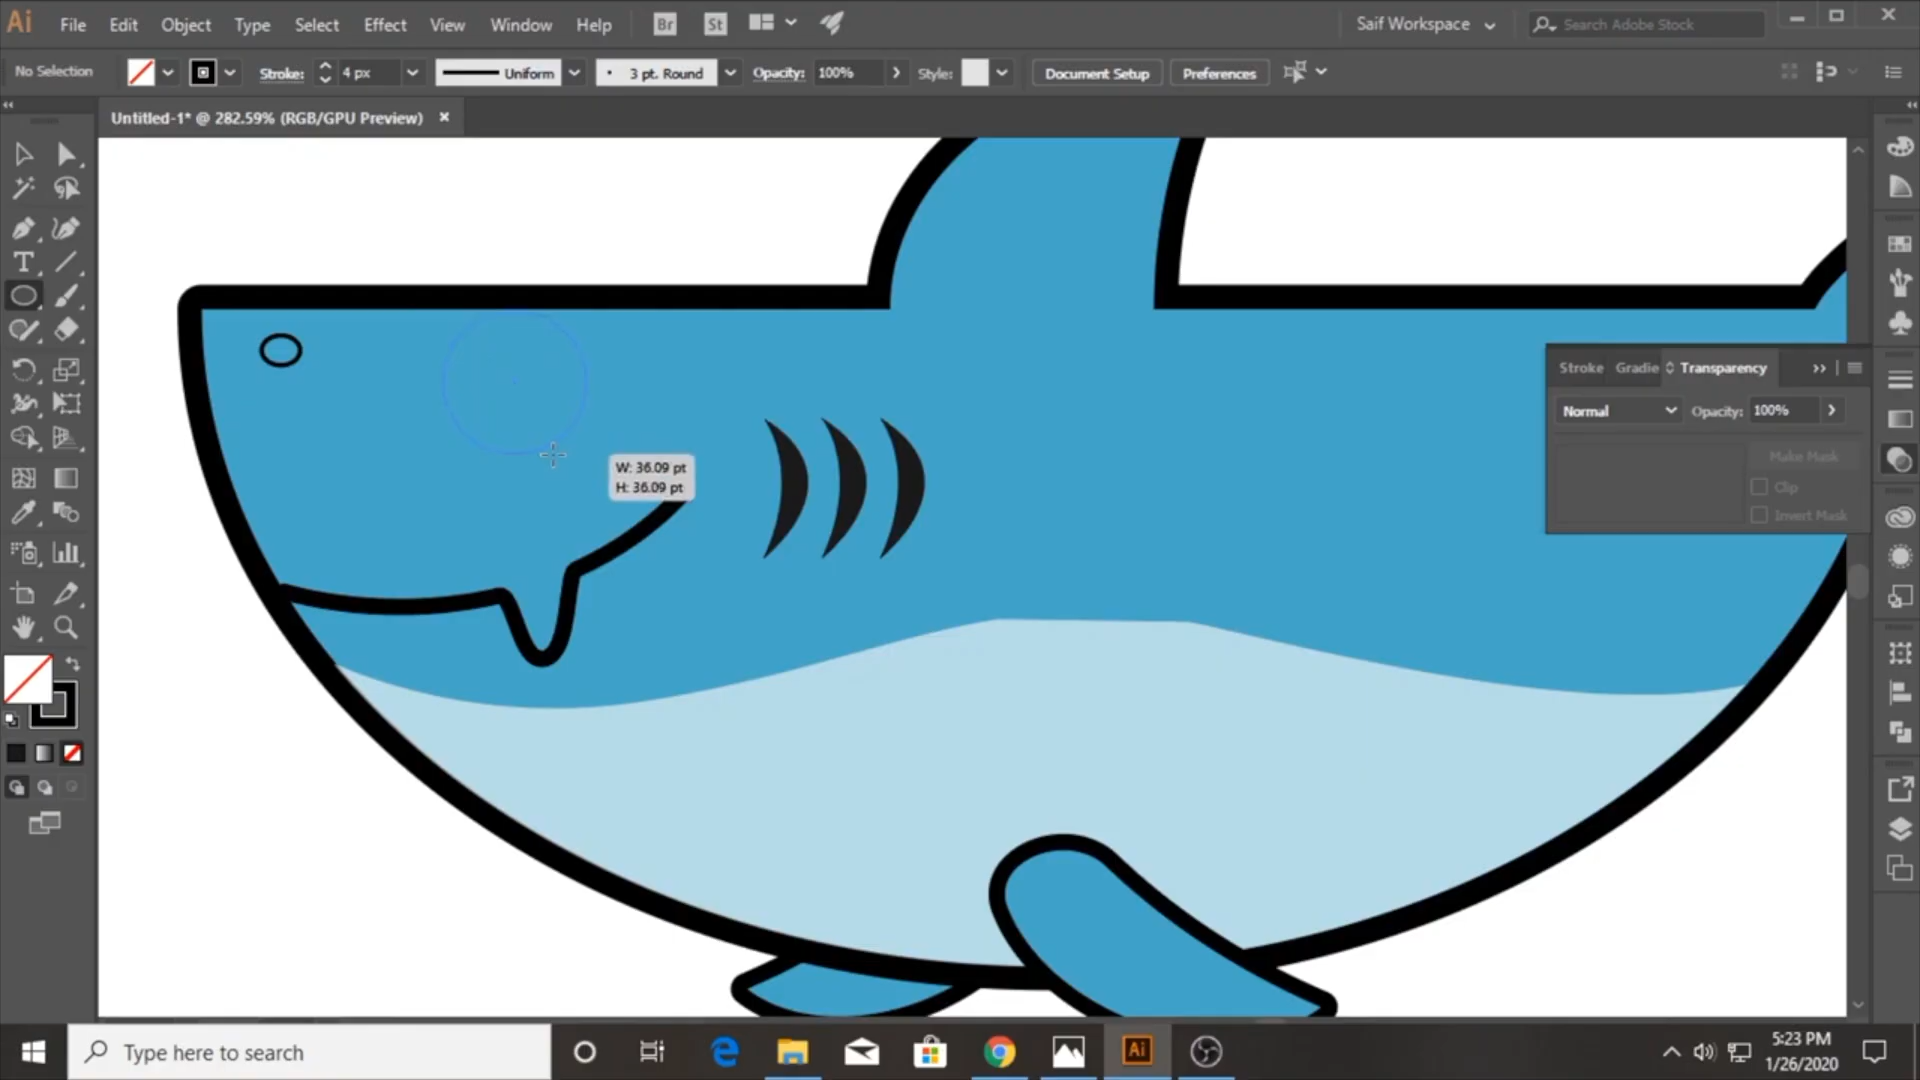 Ai File Edit Object Type Select Effect View Window Help Br St Saif Workspace Search Adobe Stock
No Selection Stroke: 4 px Uniform 3 pt. Round Opacity: 100% Style: Document Setup Preferences
Untitled-1* @ 282.59% (RGB/GPU Preview)
Stroke Gradie Transparency
Normal Opacity: 100%
Make Mask
Clip
Invert Mask
W: 36.09 pt
H: 36.09 pt
Type here to search
Ai
5:23 PM
1/26/2020